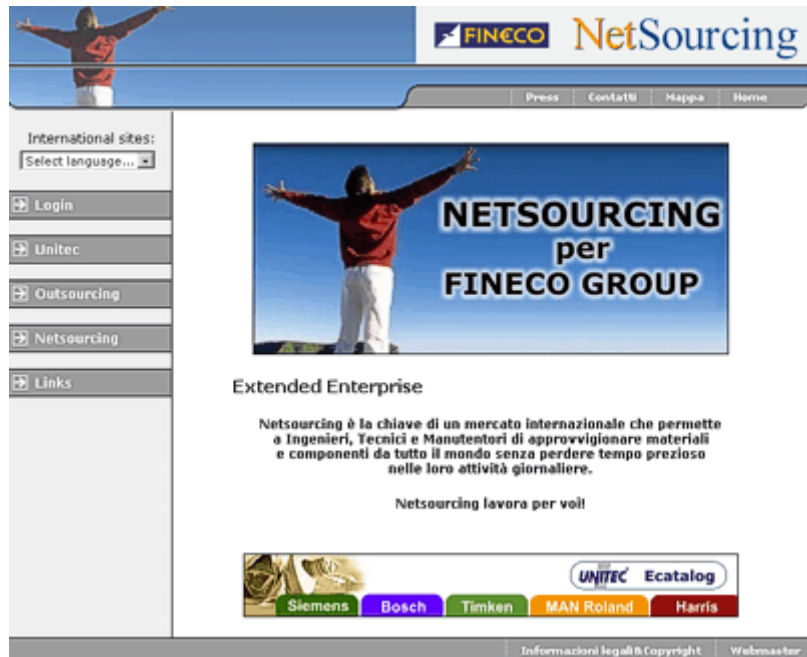 FIN€CO NetSourcing
Press Contatti Mappa Home
International sites:
Select language...
Login
Unitec
Outsourcing
Netsourcing
Links
NETSOURCING
per
FINECO GROUP
Extended Enterprise
Netsourcing è la chiave di un mercato internazionale che permette
a Ingenieri, Tecnici e Manutentori di approvvigionare materiali
e componenti da tutto il mondo senza perdere tempo prezioso
nelle loro attività giornaliere.
Netsourcing lavora per voi!
UNITEC Ecatalog
Siemens Bosch Timken MAN Roland Harris
Informazioni legali & Copyright Webmaster